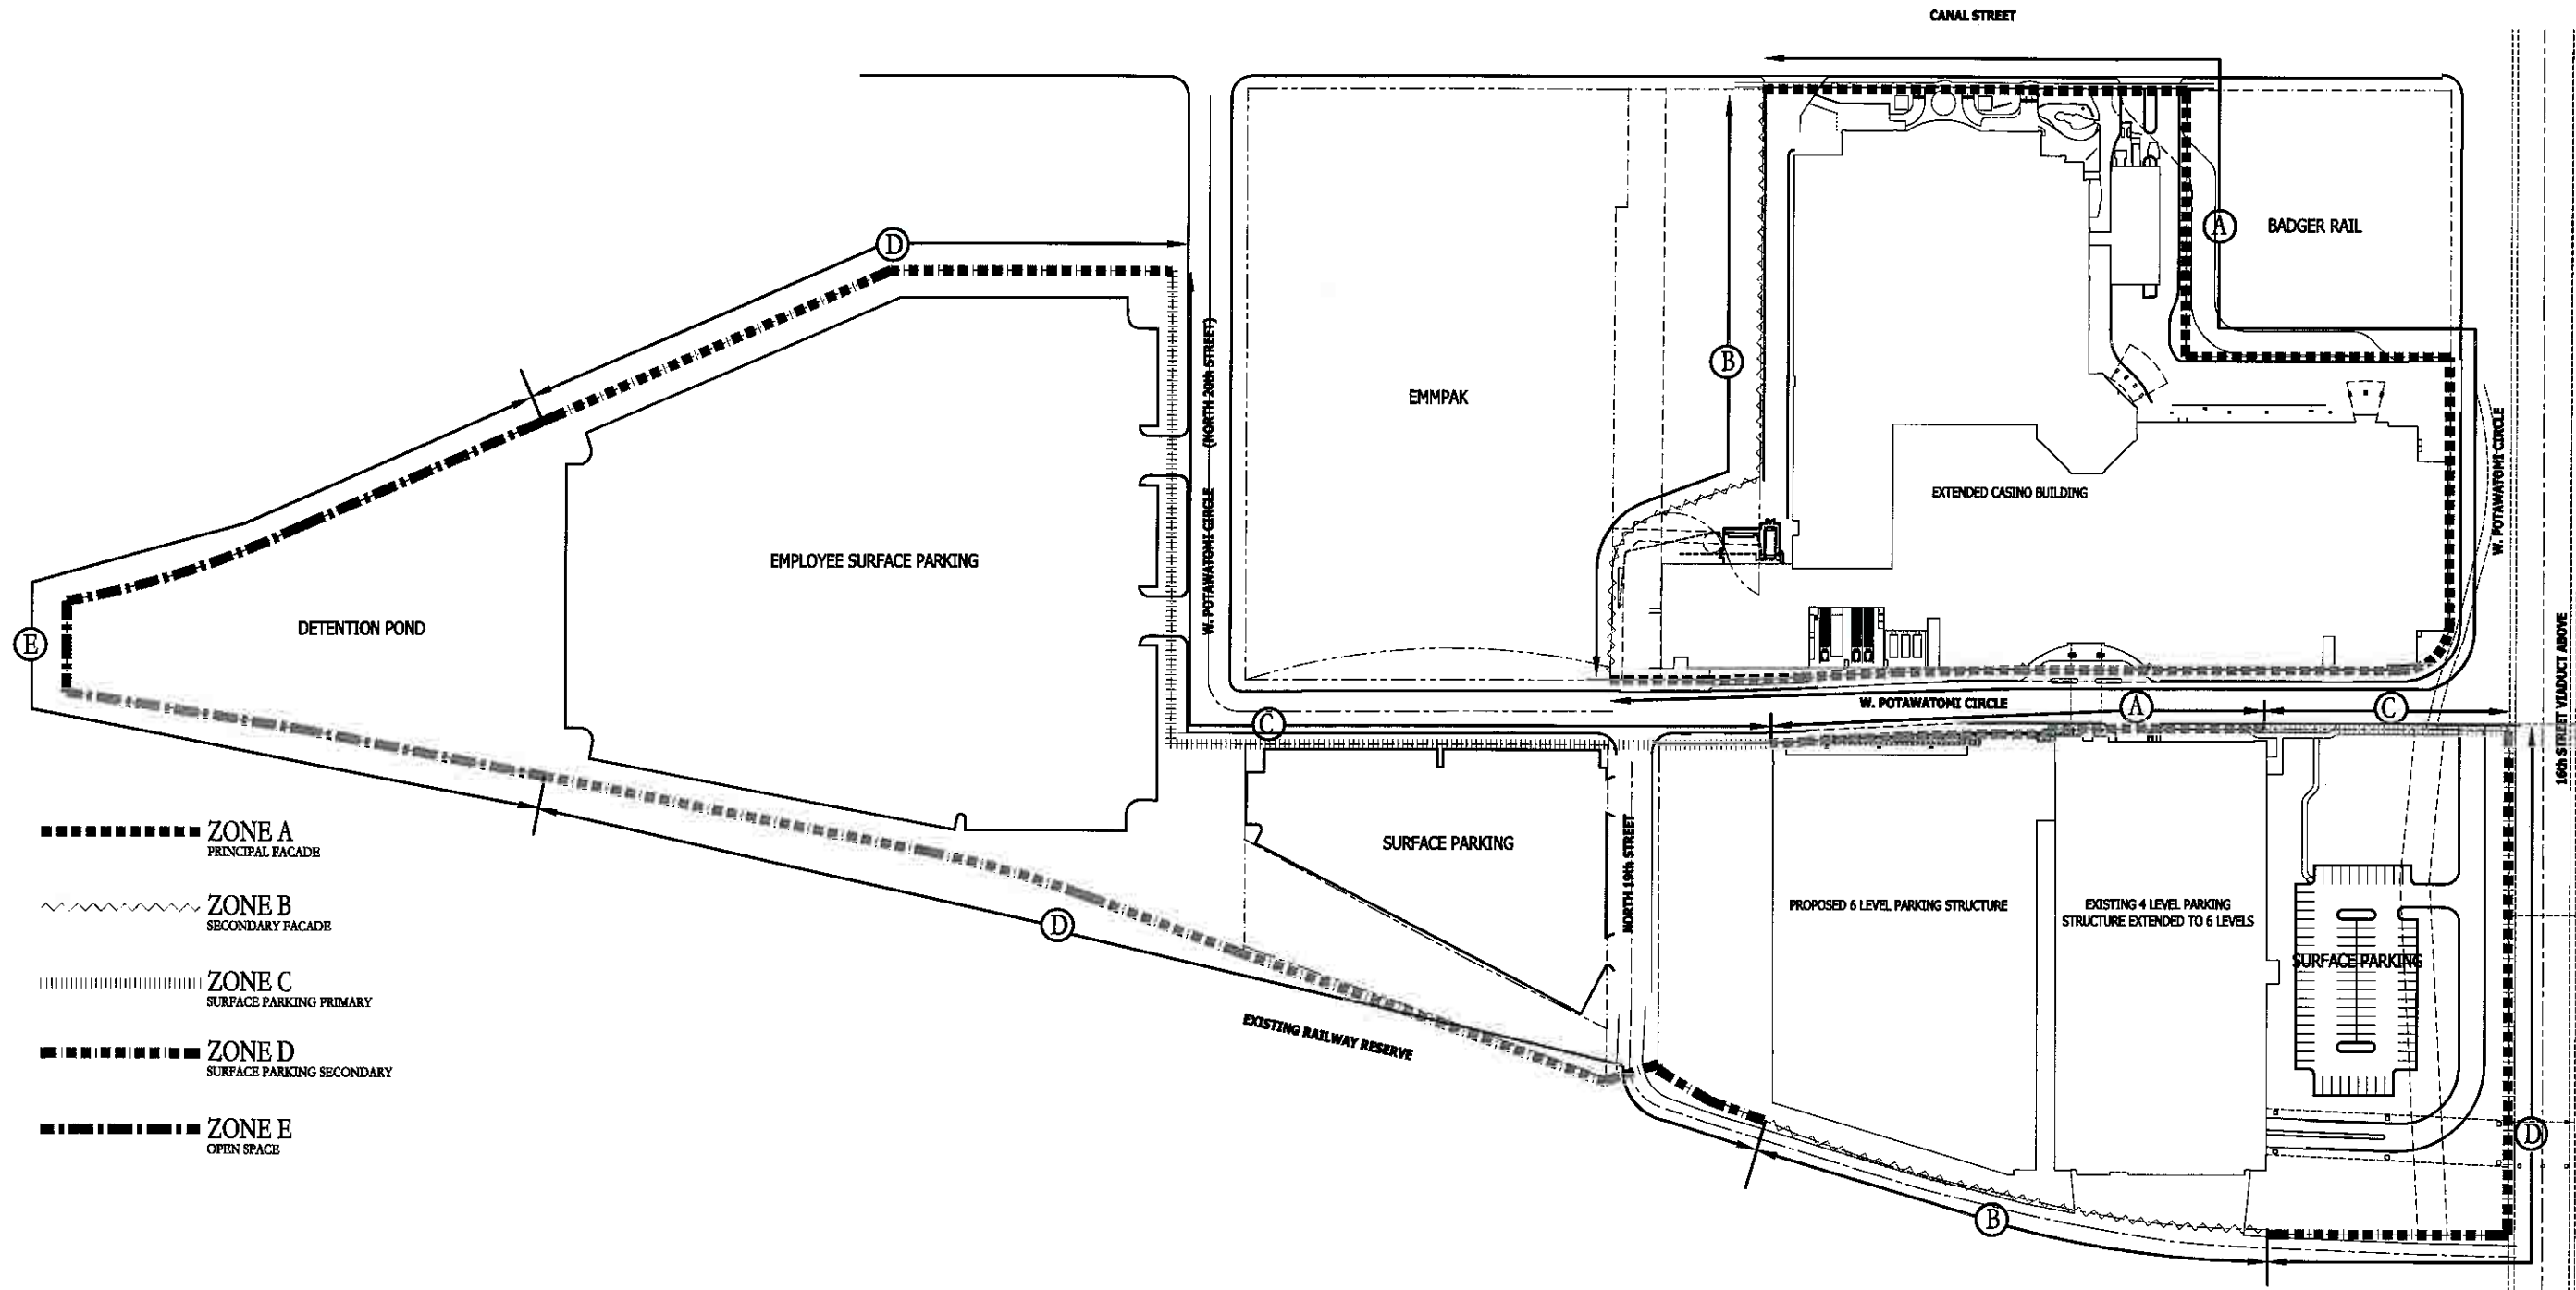 CANAL STREET
D
A
BADGER RAIL
B
EMMPAK
W. POTAWATOMI CIRCLE (NORTH 20th STREET)
W. POTAWATOMI CIRCLE
EXTENDED CASINO BUILDING
EMPLOYEE SURFACE PARKING
DETENTION POND
E
16th STREET VIADUCT ABOVE
W. POTAWATOMI CIRCLE
C
A
C
SURFACE PARKING
NORTH 19th STREET
PROPOSED 6 LEVEL PARKING STRUCTURE
EXISTING 4 LEVEL PARKING
STRUCTURE EXTENDED TO 6 LEVELS
SURFACE PARKING
D
EXISTING RAILWAY RESERVE
D
B
ZONE A
PRINCIPAL FACADE
ZONE B
SECONDARY FACADE
ZONE C
SURFACE PARKING PRIMARY
ZONE D
SURFACE PARKING SECONDARY
ZONE E
OPEN SPACE